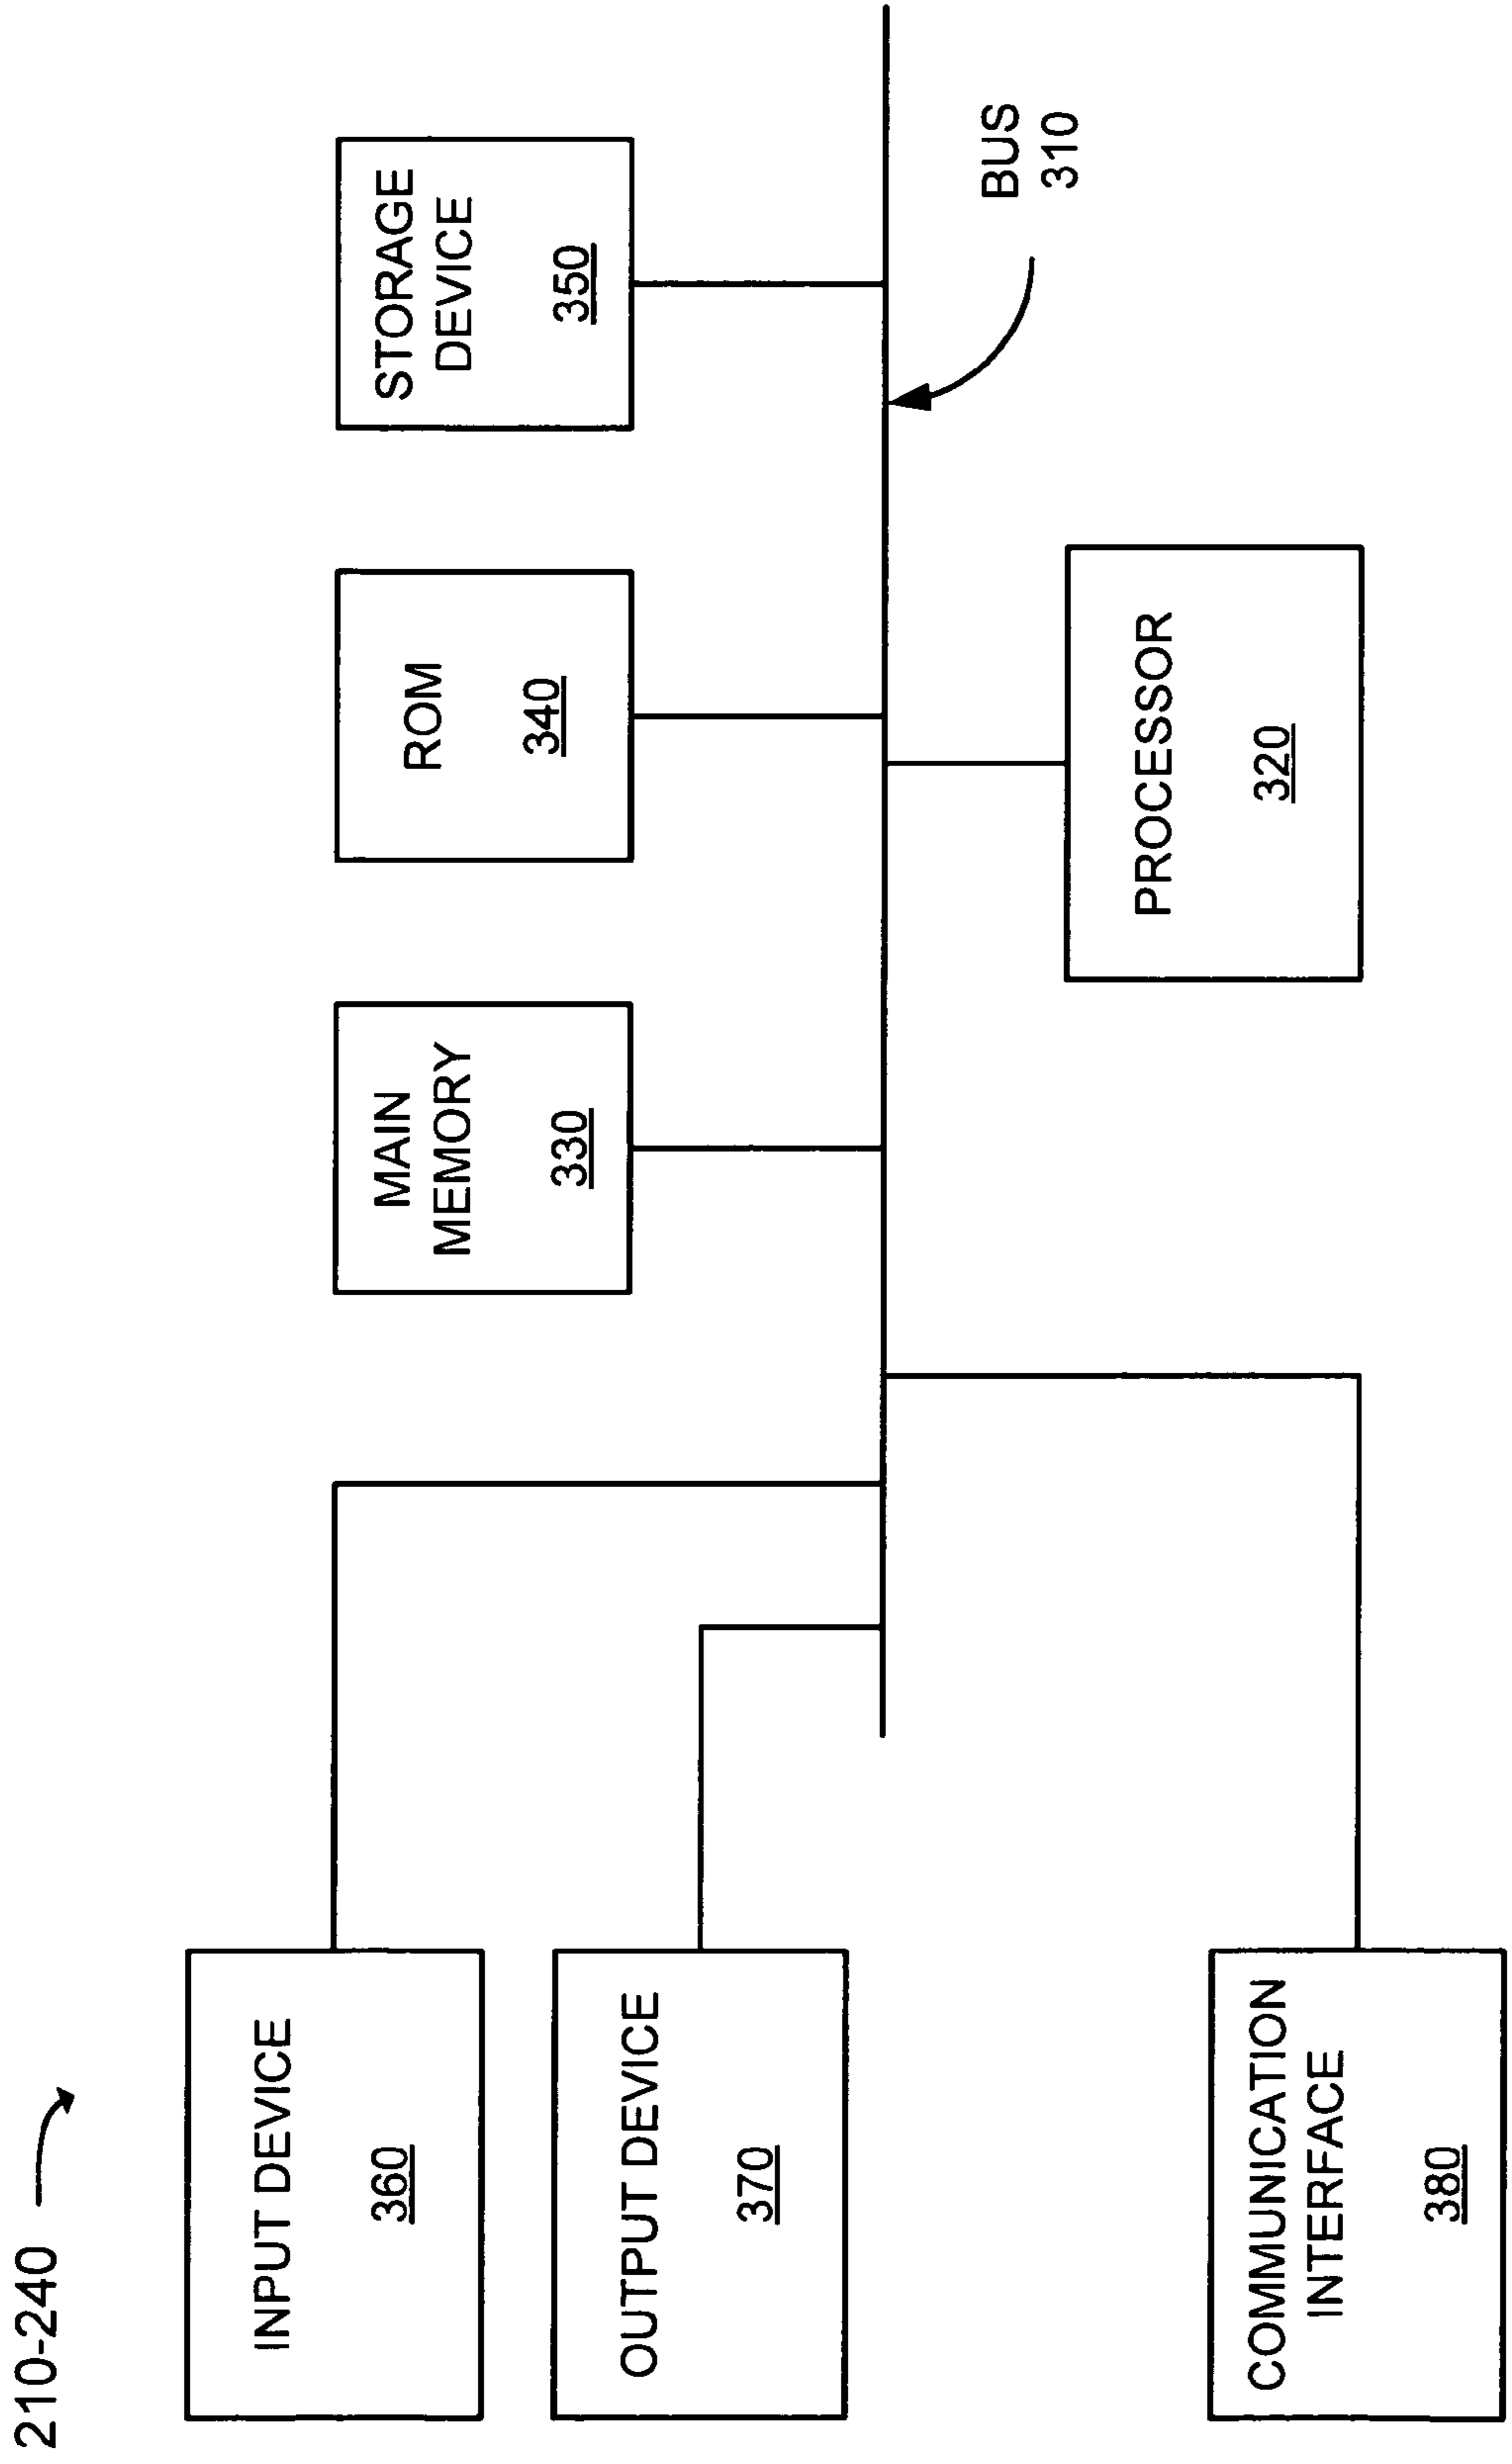 210-240
INPUT DEVICE
360
MAIN
MEMORY
330
ROM
340
STORAGE
DEVICE
350
OUTPUT DEVICE
370
BUS
310
COMMUNICATION
INTERFACE
380
PROCESSOR
320